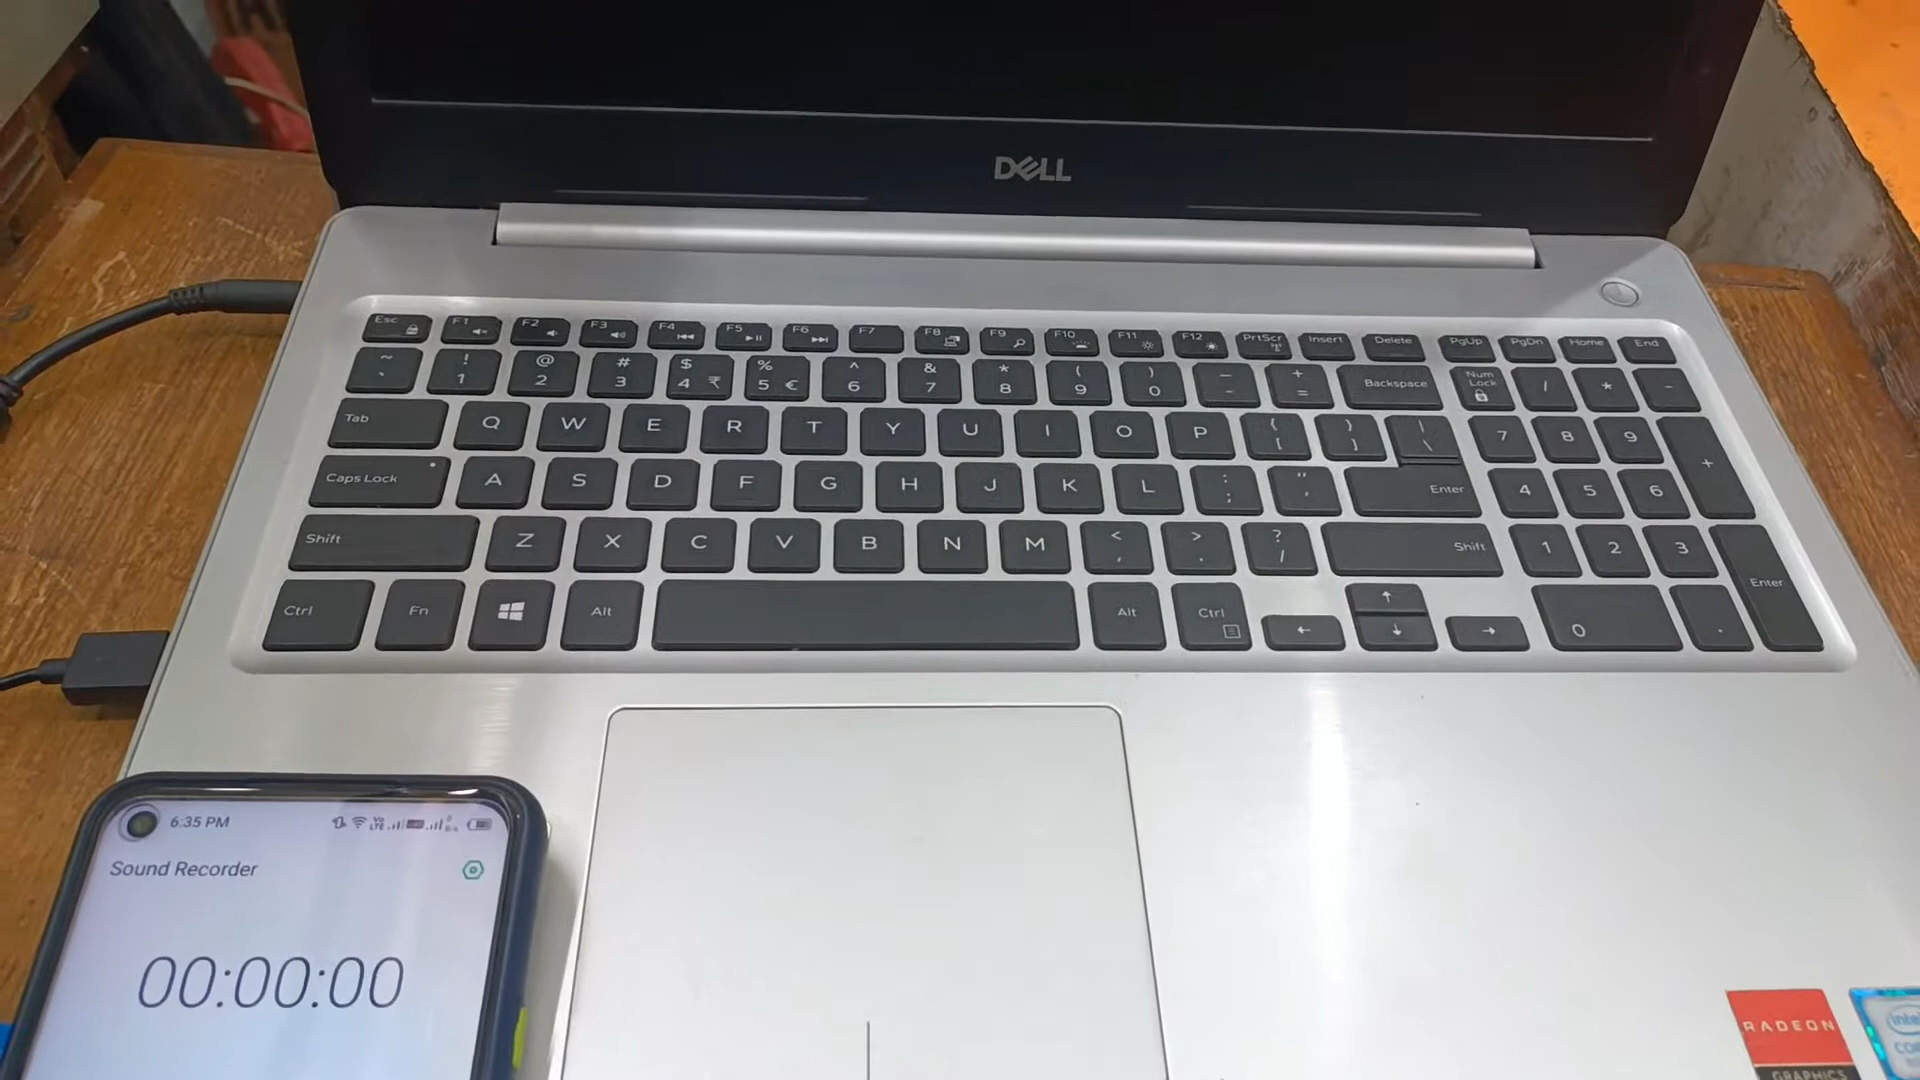 DELL
Esc F1 F2 F3 F4 F5 F6 F7 F8 F9 F10 F11 F12 PrtScr Insert Delete PgUp PgDn Home End
~ ` ! 1 @ 2 # 3 $ 4 ₹ % 5 € ^ 6 & 7 * 8 ( 9 ) 0 _ - + = Backspace Num Lock / * -
Tab Q W E R T Y U I O P { [ } ] | \ 7 8 9 +
Caps Lock A S D F G H J K L : ; " ' Enter 4 5 6
Shift Z X C V B N M < , > . ? / Shift 1 2 3 Enter
Ctrl Fn Alt Alt Ctrl ← ↑ ↓ → 0 .
6:35 PM
Sound Recorder
00:00:00
RADEON
GRAPHICS
intel